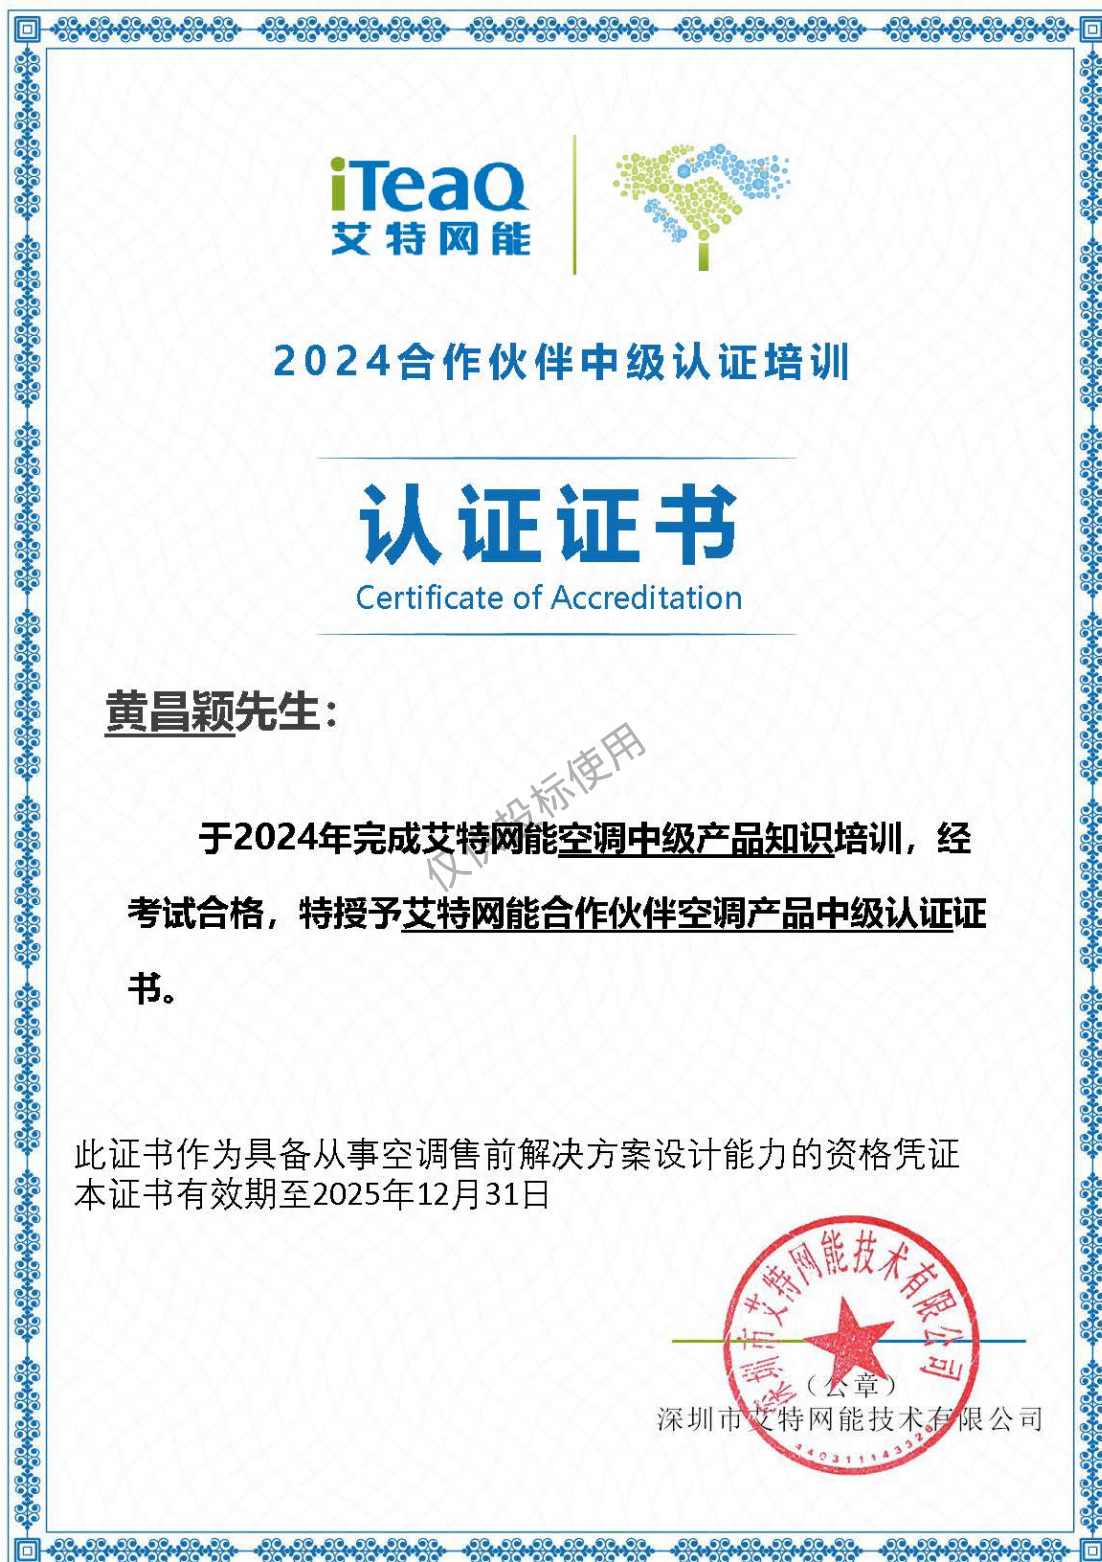 iTeaQ
艾特网能
2024合作伙伴中级认证培训
认证证书
Certificate of Accreditation
黄昌颖先生：
仅供投标使用
于2024年完成艾特网能空调中级产品知识培训，经
考试合格，特授予艾特网能合作伙伴空调产品中级认证证
书。
此证书作为具备从事空调售前解决方案设计能力的资格凭证
本证书有效期至2025年12月31日
深圳市艾特网能技术有限公司
（公章）
深圳市艾特网能技术有限公司